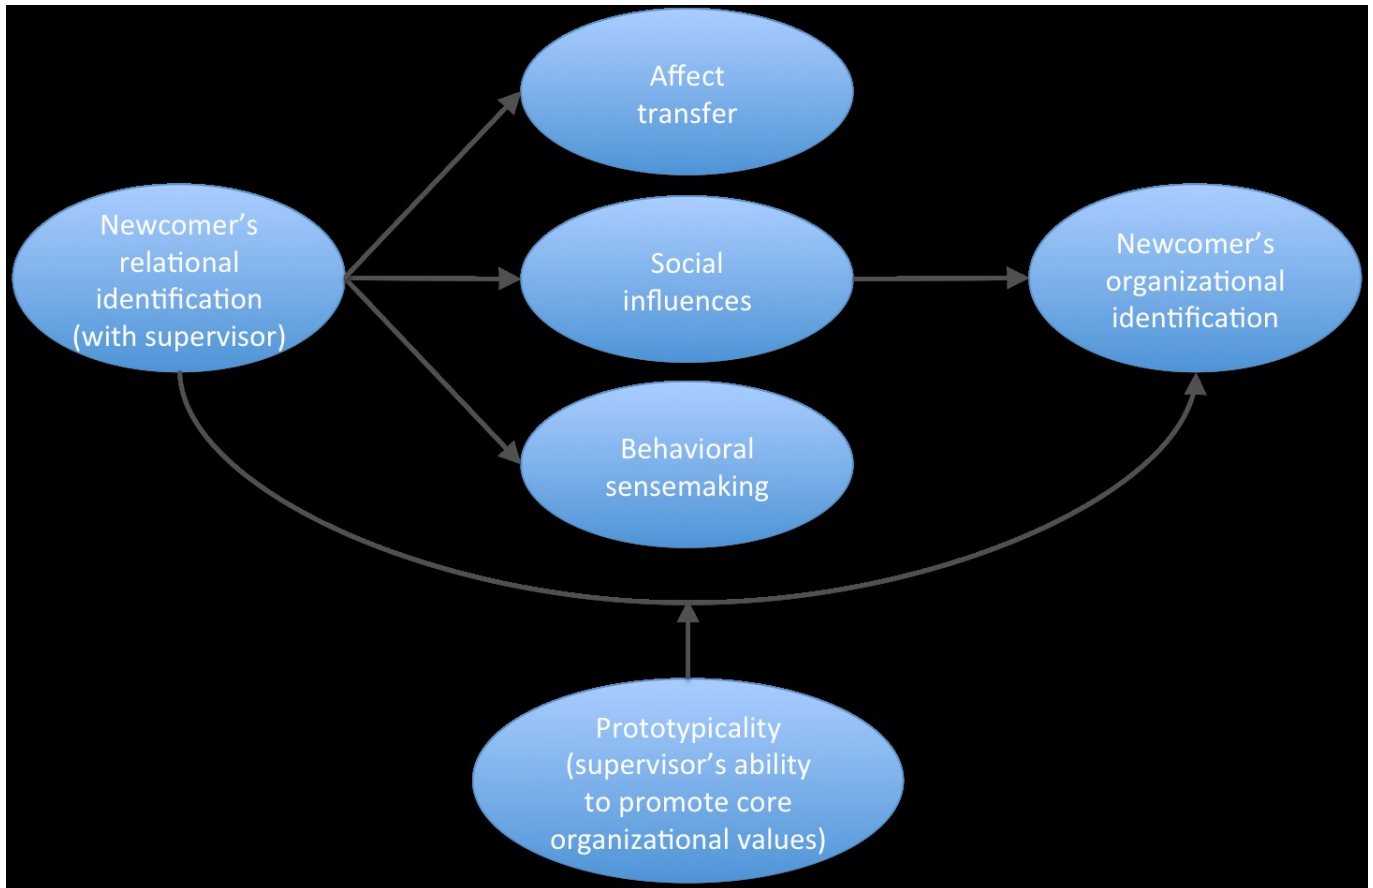 Affect
transfer
Newcomer’s
relational
identification
(with supervisor)
Social
influences
Newcomer’s
organizational
identification
Behavioral
sensemaking
Prototypicality
(supervisor’s ability
to promote core
organizational values)